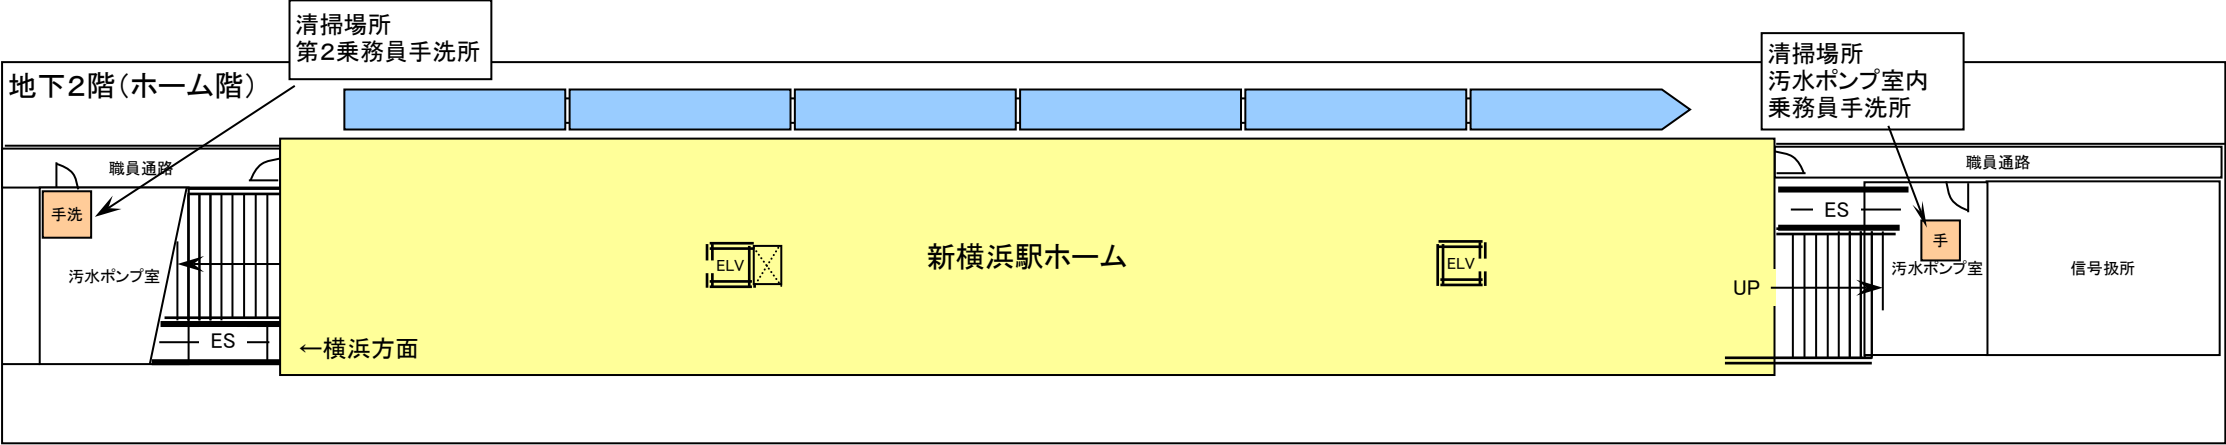 清掃場所
第2乗務員手洗所
清掃場所
汚水ポンプ室内
乗務員手洗所
地下2階(ホーム階)
職員通路
職員通路
手洗
ES
手
汚水ポンプ室
ELV
新横浜駅ホーム
ELV
UP
汚水ポンプ室
信号扱所
ES
←横浜方面